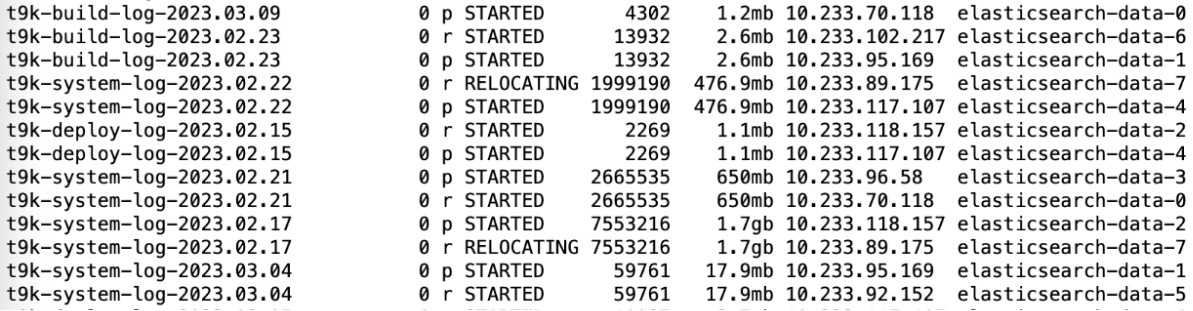 t9k-build-log-2023.03.09 0 p STARTED 4302 1.2mb 10.233.70.118 elasticsearch-data-0
t9k-build-log-2023.02.23 0 r STARTED 13932 2.6mb 10.233.102.217 elasticsearch-data-6
t9k-build-log-2023.02.23 0 p STARTED 13932 2.6mb 10.233.95.169 elasticsearch-data-1
t9k-system-log-2023.02.22 0 r RELOCATING 1999190 476.9mb 10.233.89.175 elasticsearch-data-7
t9k-system-log-2023.02.22 0 p STARTED 1999190 476.9mb 10.233.117.107 elasticsearch-data-4
t9k-deploy-log-2023.02.15 0 r STARTED 2269 1.1mb 10.233.118.157 elasticsearch-data-2
t9k-deploy-log-2023.02.15 0 p STARTED 2269 1.1mb 10.233.117.107 elasticsearch-data-4
t9k-system-log-2023.02.21 0 p STARTED 2665535 650mb 10.233.96.58 elasticsearch-data-3
t9k-system-log-2023.02.21 0 r STARTED 2665535 650mb 10.233.70.118 elasticsearch-data-0
t9k-system-log-2023.02.17 0 p STARTED 7553216 1.7gb 10.233.118.157 elasticsearch-data-2
t9k-system-log-2023.02.17 0 r RELOCATING 7553216 1.7gb 10.233.89.175 elasticsearch-data-7
t9k-system-log-2023.03.04 0 p STARTED 59761 17.9mb 10.233.95.169 elasticsearch-data-1
t9k-system-log-2023.03.04 0 r STARTED 59761 17.9mb 10.233.92.152 elasticsearch-data-5